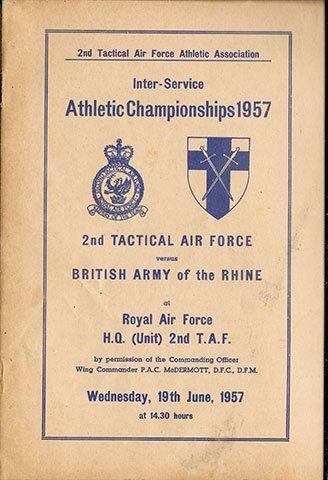 2nd Tactical Air Force Athletic Association
Inter-Service
Athletic Championships 1957
2nd TACTICAL AIR FORCE
versus
BRITISH ARMY of the RHINE
at
Royal Air Force
H.Q. (Unit) 2nd T.A.F.
by permission of the Commanding Officer
Wing Commander P.A.C. McDERMOTT, D.F.C., D.F.M.
Wednesday, 19th June, 1957
at 14.30 hours